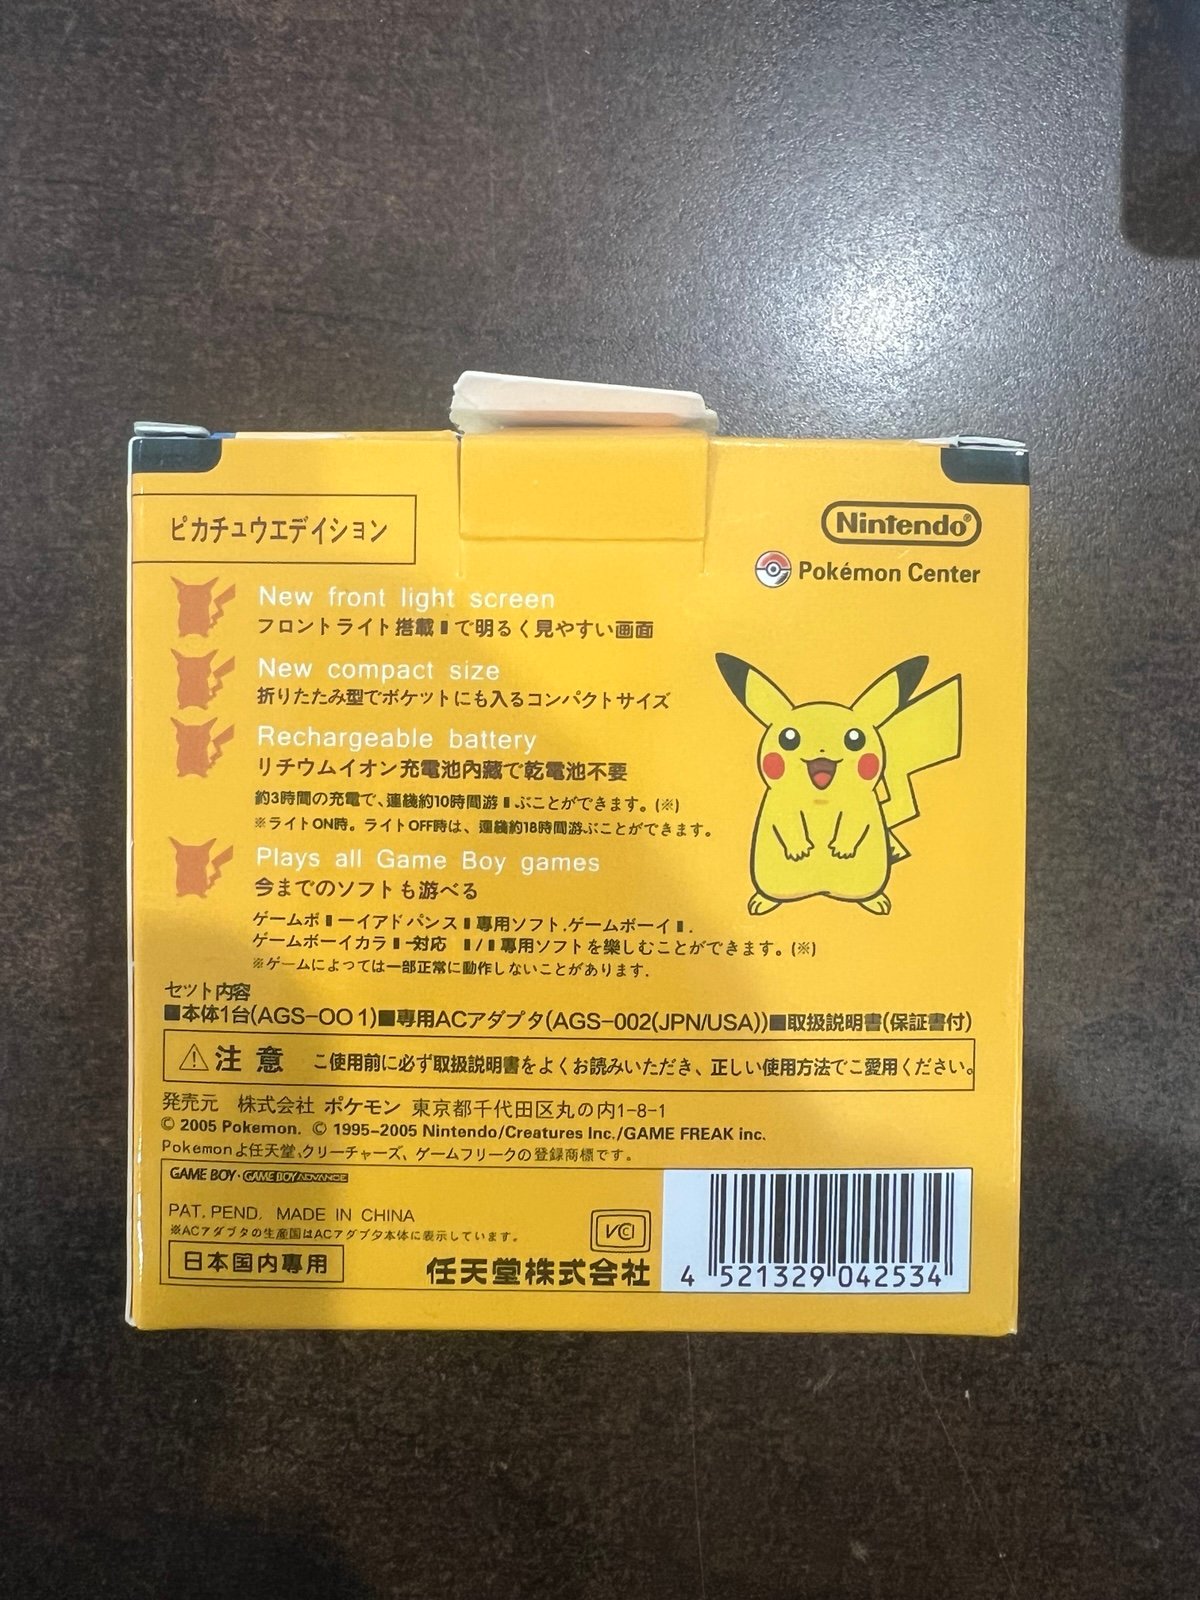 ピカチュウエデイション
Nintendo®
Pokémon Center
New front light screen
フロントライト搭載▮で明るく見やすい画面
New compact size
折りたたみ型でポケットにも入るコンパクトサイズ
Rechargeable battery
リチウムイオン充電池内藏で乾電池不要
約3時間の充電で、連綫約10時間游▮ぶことができます。(※)
※ライトON時。ライトOFF時は、連綫約18時間游ぶことができます。
Plays all Game Boy games
今までのソフトも游べる
ゲームボ▮ーイアドパンス▮専用ソフト.ゲームボーイ▮.
ゲームボーイカラ▮ー対応 ▮/▮専用ソフトを樂しむことができます。(※)
※ゲームによっては一部正常に動作しないことがあります.
セット内容
■本体1台(AGS-OO1)■専用ACアダプタ(AGS-002(JPN/USA))■取扱説明書(保証書付)
⚠注意 ご使用前に必ず取扱説明書をよくお読みいただき、正しい使用方法でご愛用ください。
発売元 株式会社 ポケモン 東京都千代田区丸の内1-8-1
© 2005 Pokemon. © 1995-2005 Nintendo/Creatures Inc./GAME FREAK inc.
Pokemonよ任天堂、クリーチャーズ、ゲームフリークの登録商標です。
GAME BOY・GAME BOY ADVANCE
PAT. PEND. MADE IN CHINA
※ACアダプタの生産国はACアダプタ本体に表示しています。
日本国内専用
VCI
任天堂株式会社
4 521329 042534